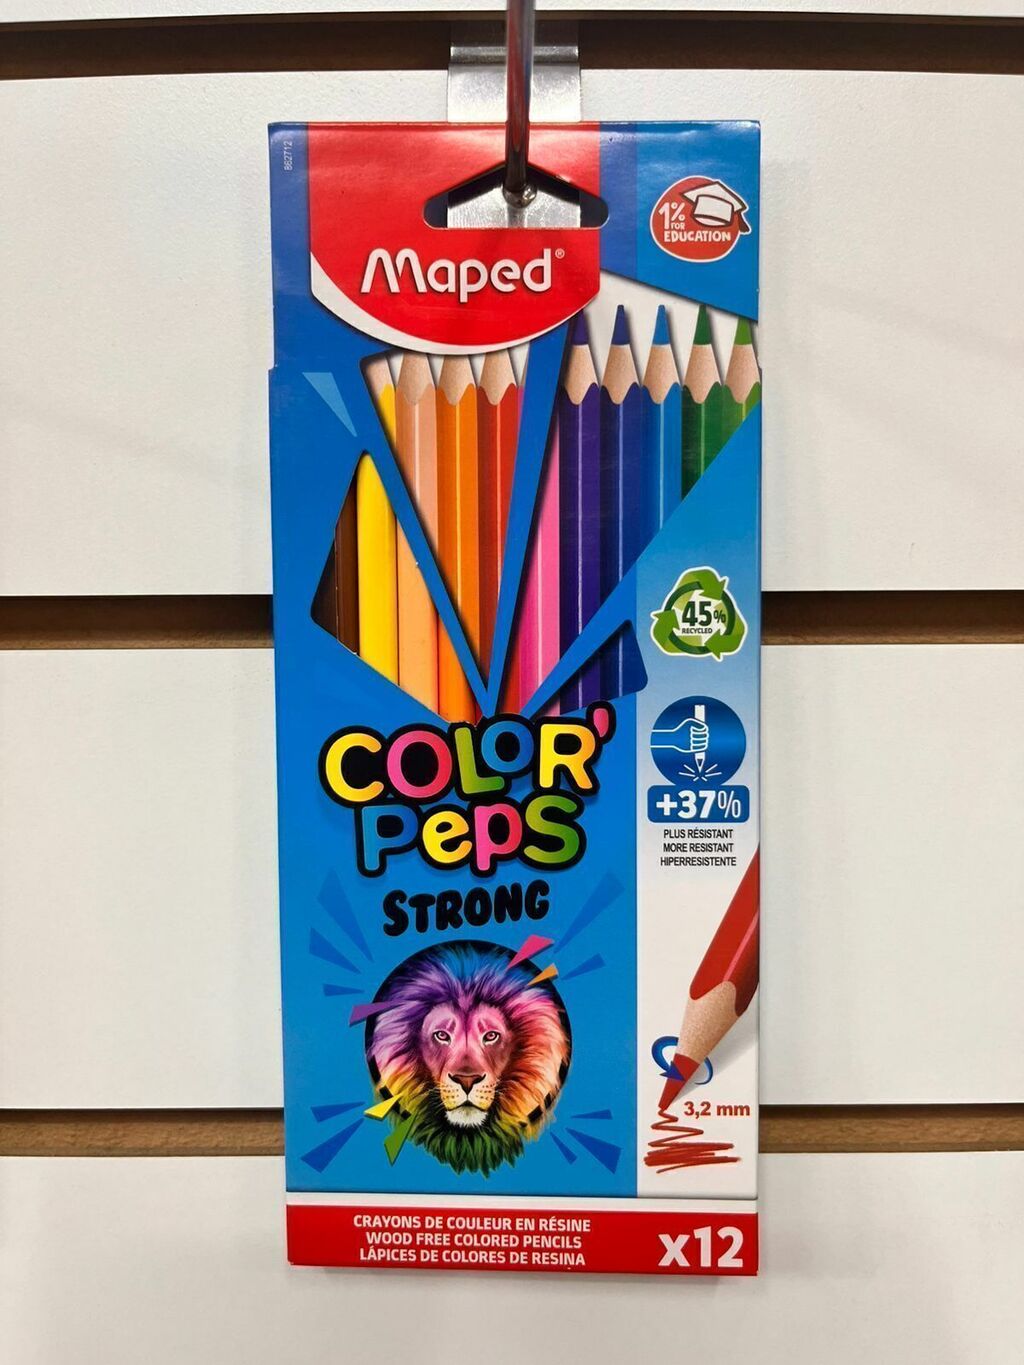 862712
Maped®
1%
FOR
EDUCATION
45%
RECYCLED
COLOR'
Peps
STRONG
+37%
PLUS RÉSISTANT
MORE RESISTANT
HIPERRESISTENTE
3,2 mm
CRAYONS DE COULEUR EN RÉSINE
WOOD FREE COLORED PENCILS
LÁPICES DE COLORES DE RESINA
x12